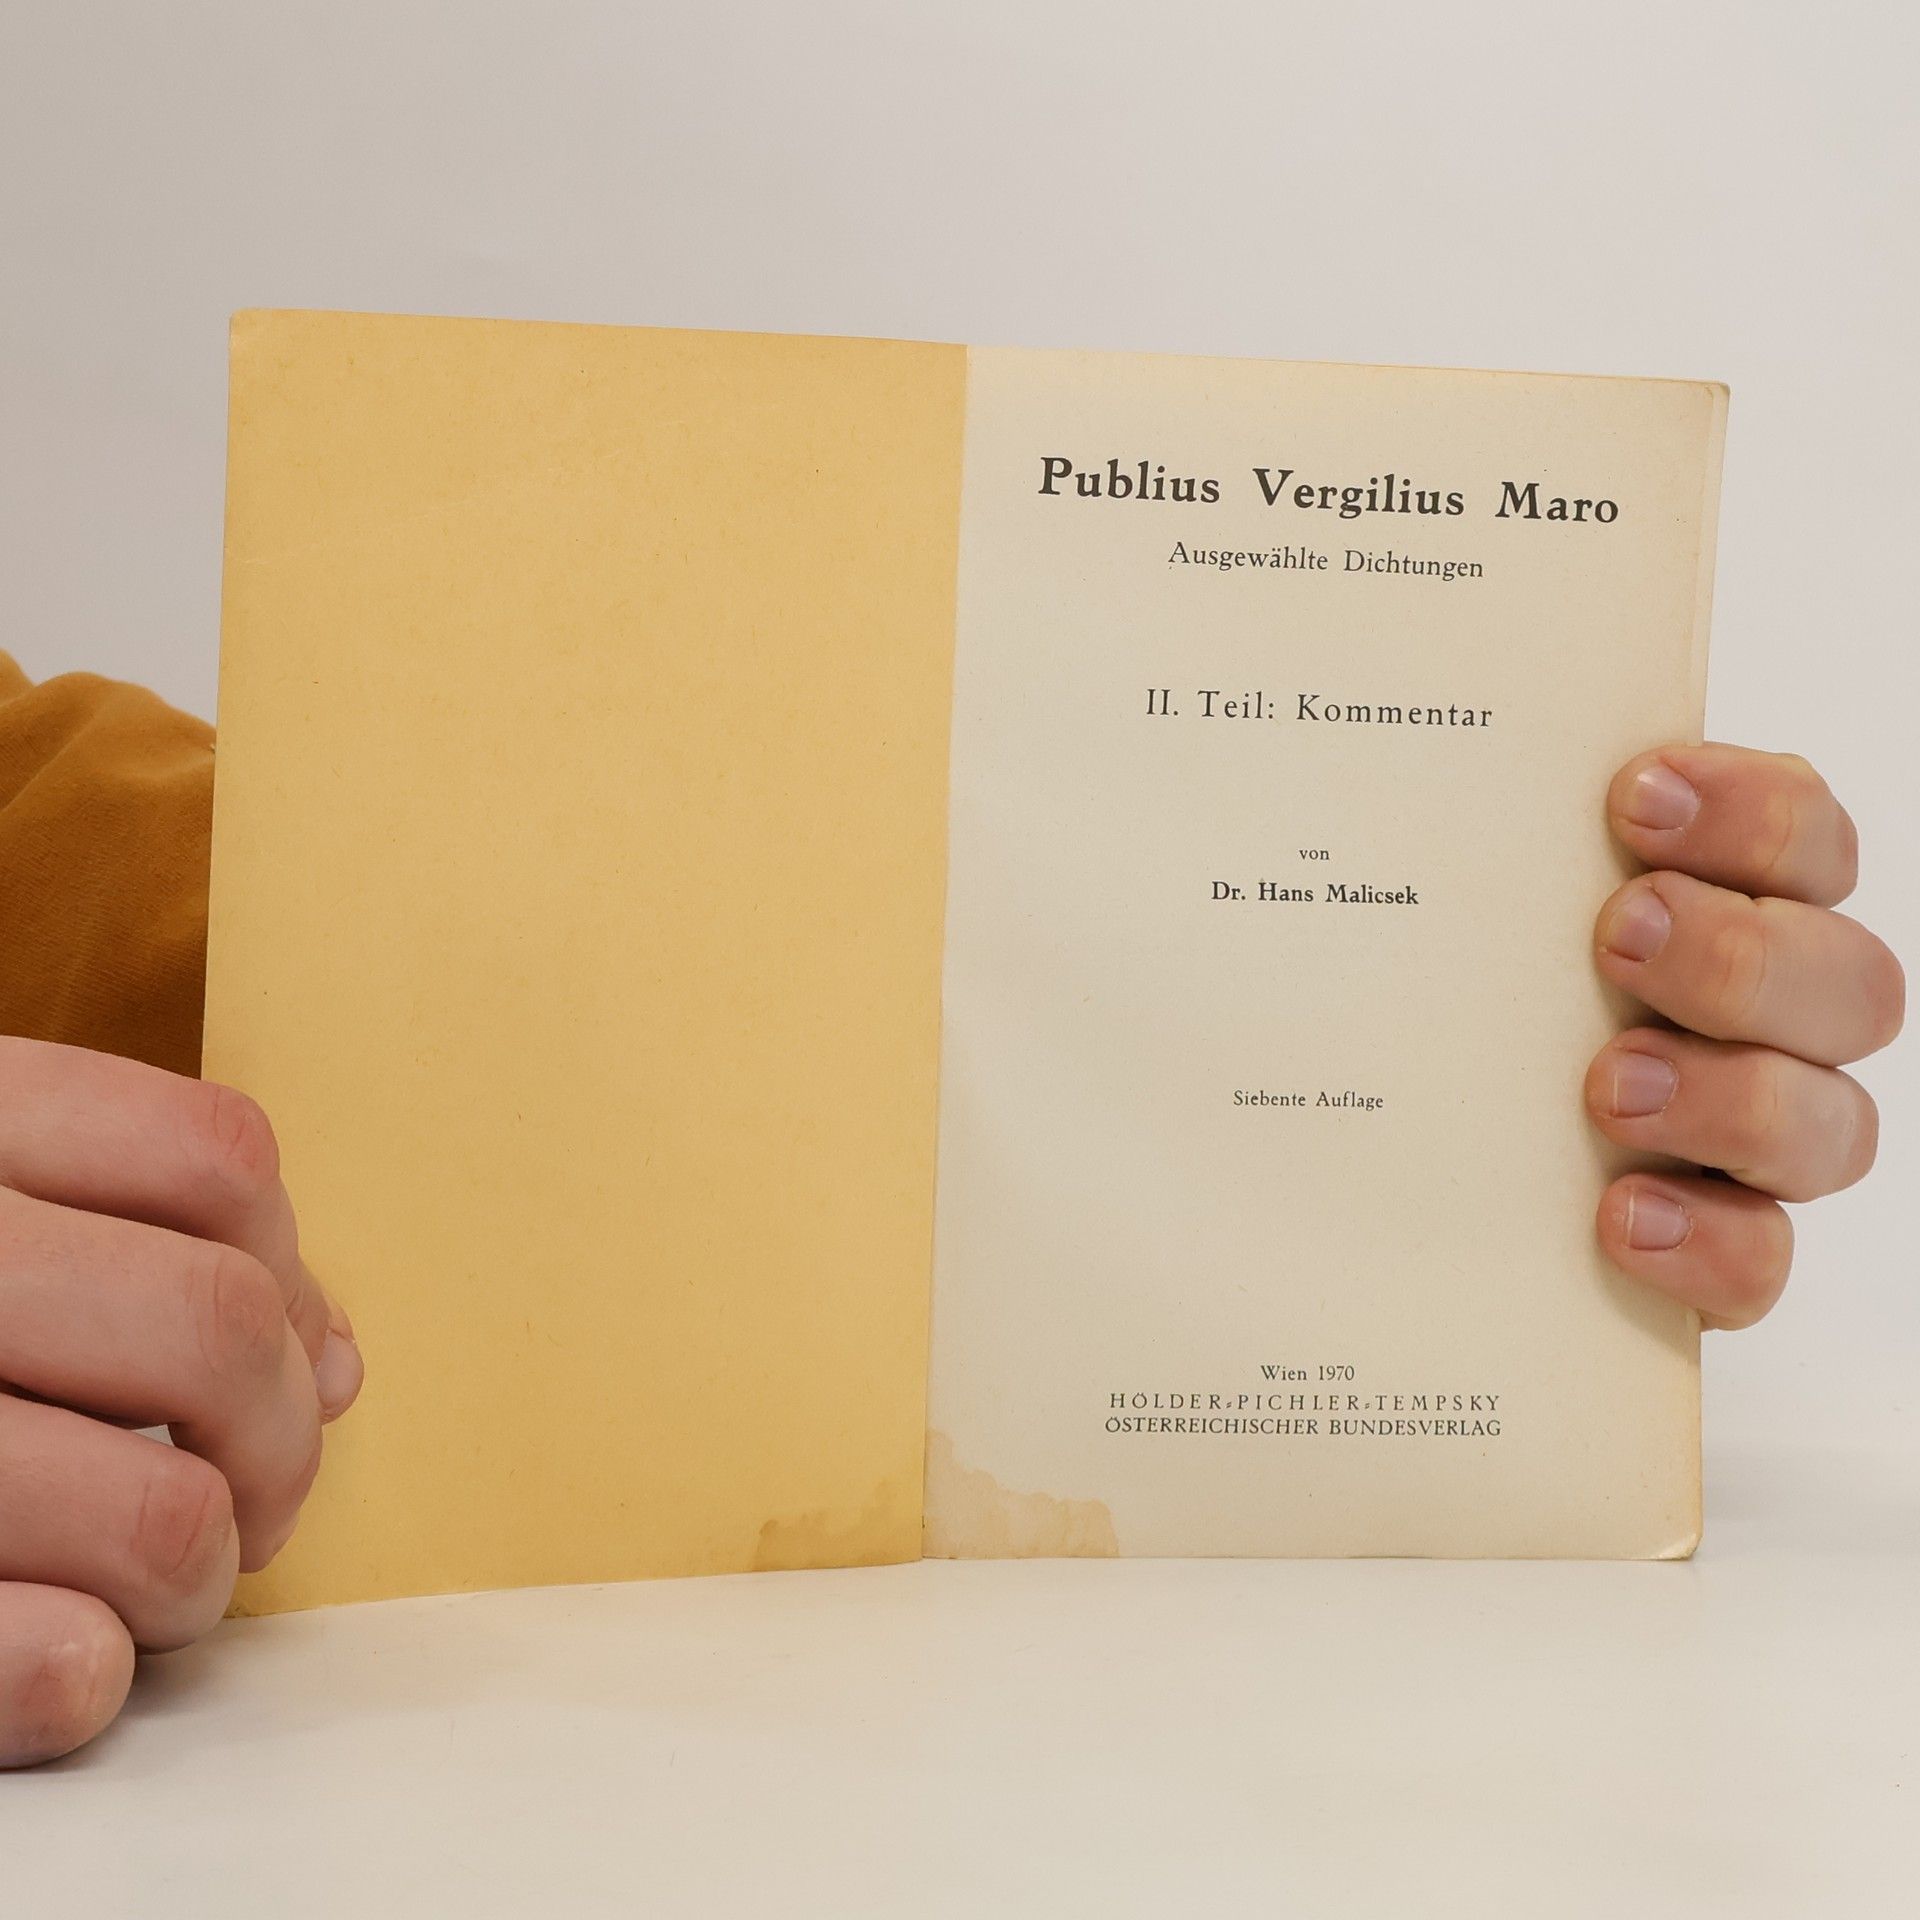 Publius Vergilius Maro
Ausgewählte Dichtungen
II. Teil: Kommentar
von
Dr. Hans Malicsek
Siebente Auflage
Wien 1970
HÖLDER-PICHLER-TEMPSKY
ÖSTERREICHISCHER BUNDESVERLAG